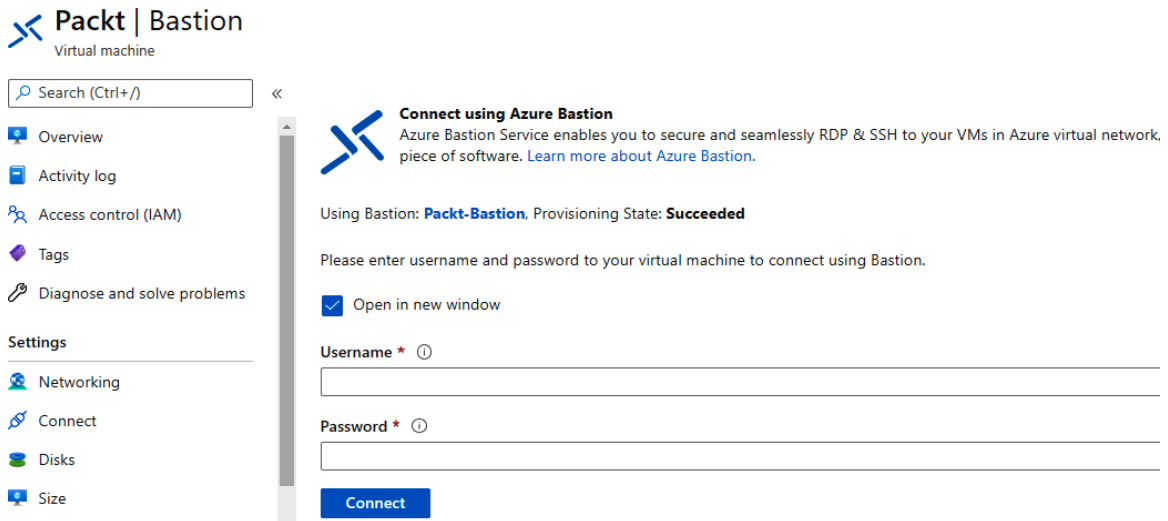 Packt | Bastion
Virtual machine
Search (Ctrl+/)
«
Overview
Activity log
Access control (IAM)
Tags
Diagnose and solve problems
Settings
Networking
Connect
Disks
Size
Connect using Azure Bastion
Azure Bastion Service enables you to secure and seamlessly RDP & SSH to your VMs in Azure virtual network,
piece of software. Learn more about Azure Bastion.
Using Bastion: Packt-Bastion, Provisioning State: Succeeded
Please enter username and password to your virtual machine to connect using Bastion.
Open in new window
Username *
Password *
Connect